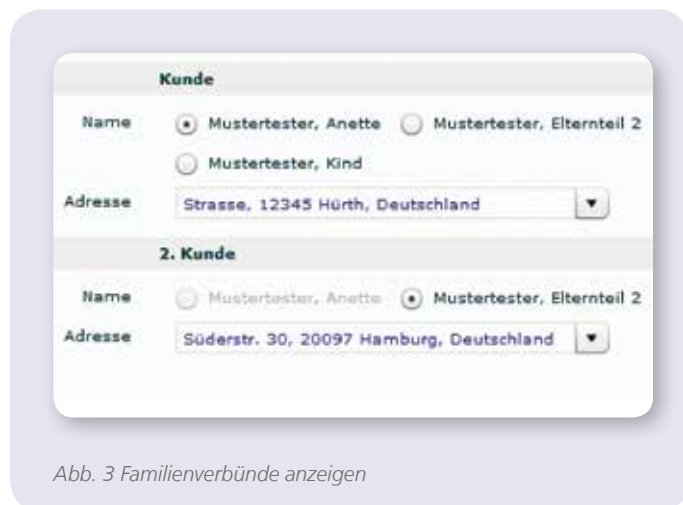 Kunde
Name Mustertester, Anette Mustertester, Elternteil 2
Mustertester, Kind
Adresse Strasse, 12345 Hürth, Deutschland
2. Kunde
Name Mustertester, Anette Mustertester, Elternteil 2
Adresse Süderstr. 30, 20097 Hamburg, Deutschland
Abb. 3 Familienverbünde anzeigen